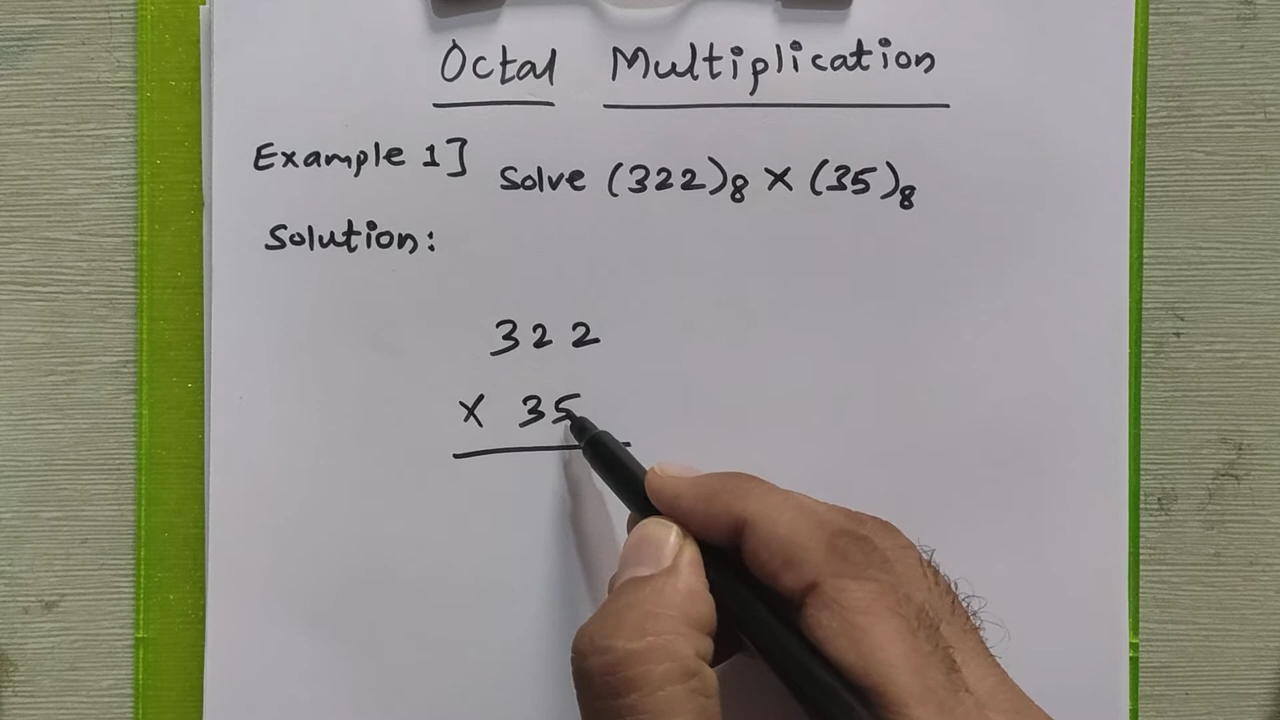 Octal Multiplication
Example 1] Solve (322)₈ × (35)₈
Solution:
322
× 35